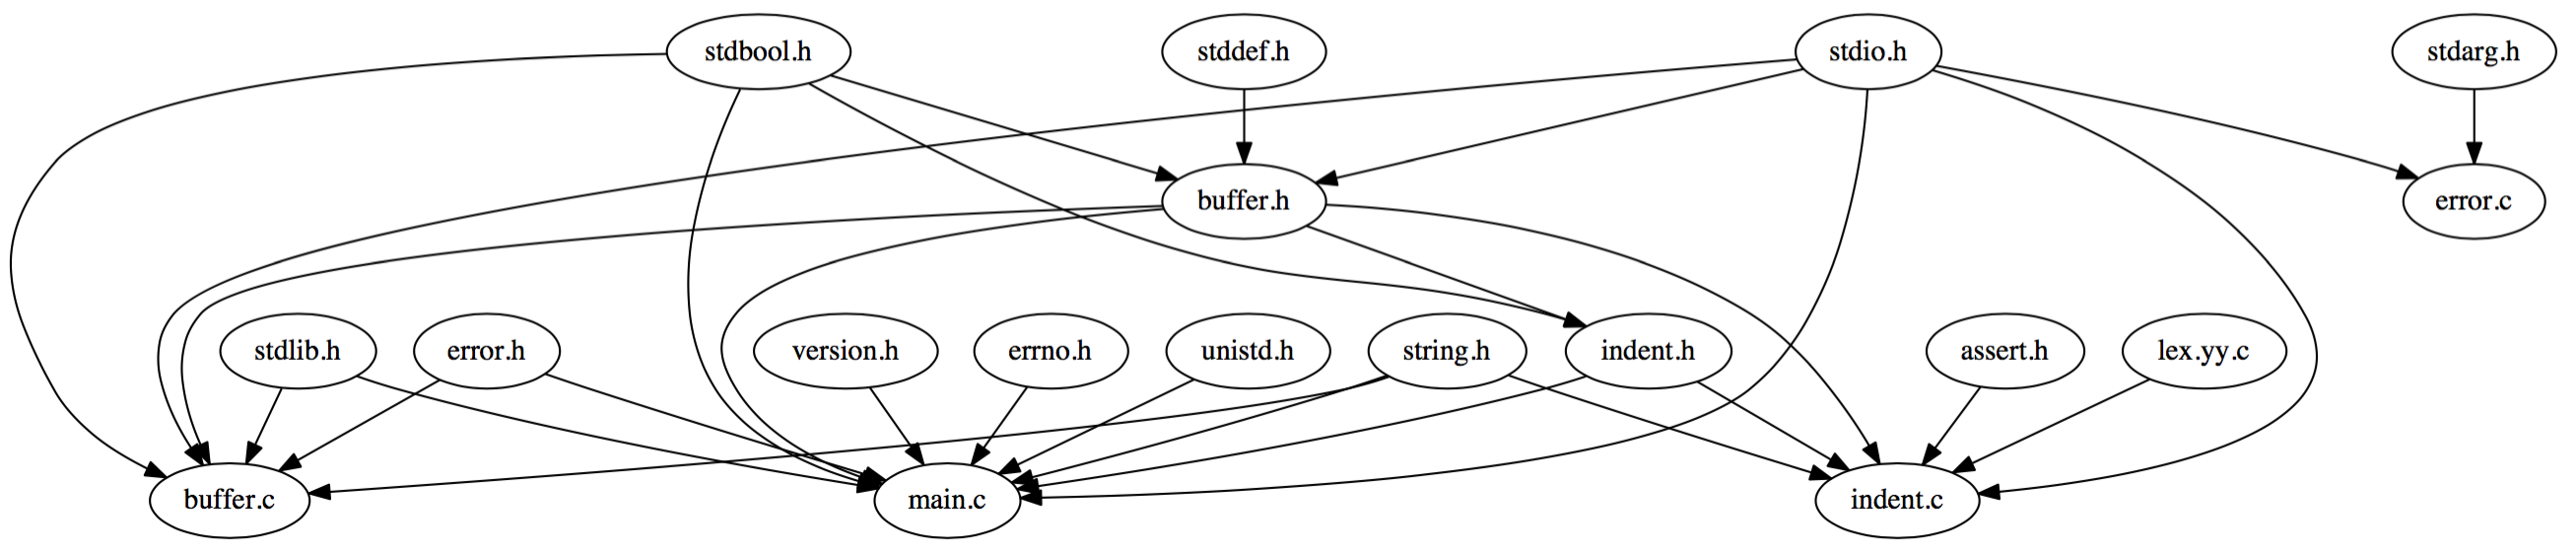 stdbool.h
stddef.h
stdio.h
stdarg.h
buffer.h
error.c
stdlib.h
error.h
version.h
errno.h
unistd.h
string.h
indent.h
assert.h
lex.yy.c
buffer.c
main.c
indent.c